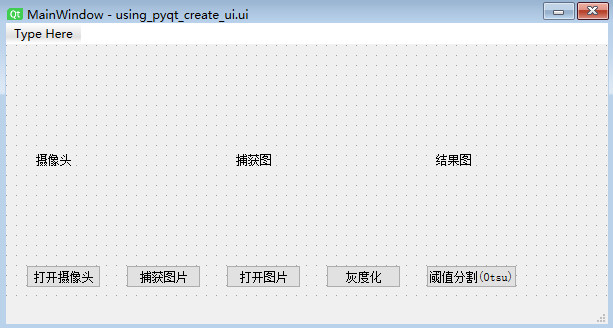 Qt MainWindow - using_pyqt_create_ui.ui
Type Here
摄像头 捕获图 结果图
打开摄像头 捕获图片 打开图片 灰度化 阈值分割(Otsu)